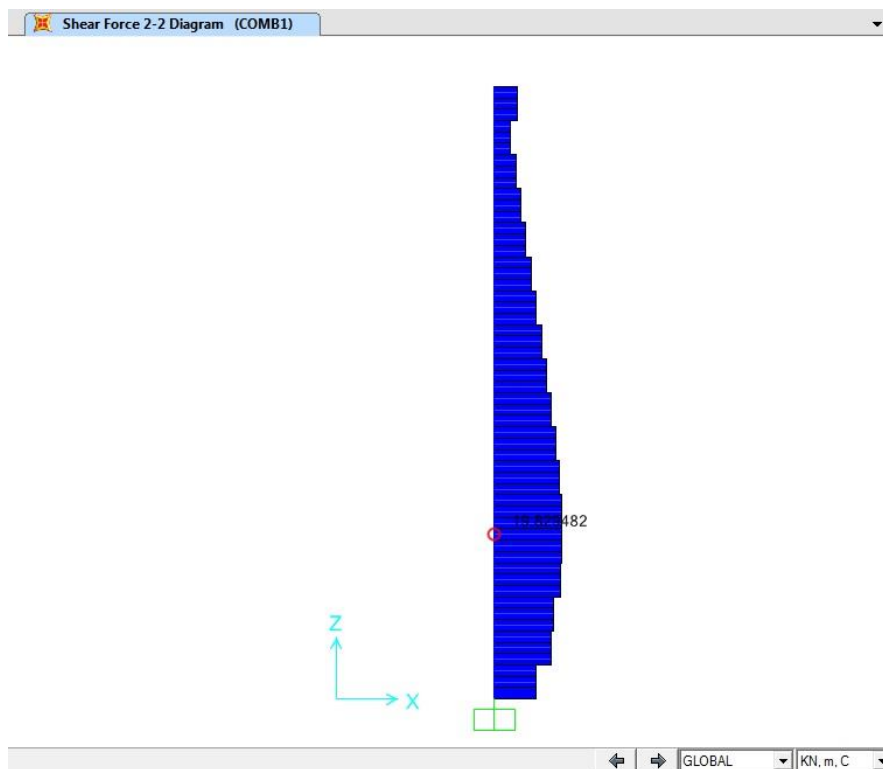 Shear Force 2-2 Diagram (COMB1)
Z
X
GLOBAL
KN, m, C